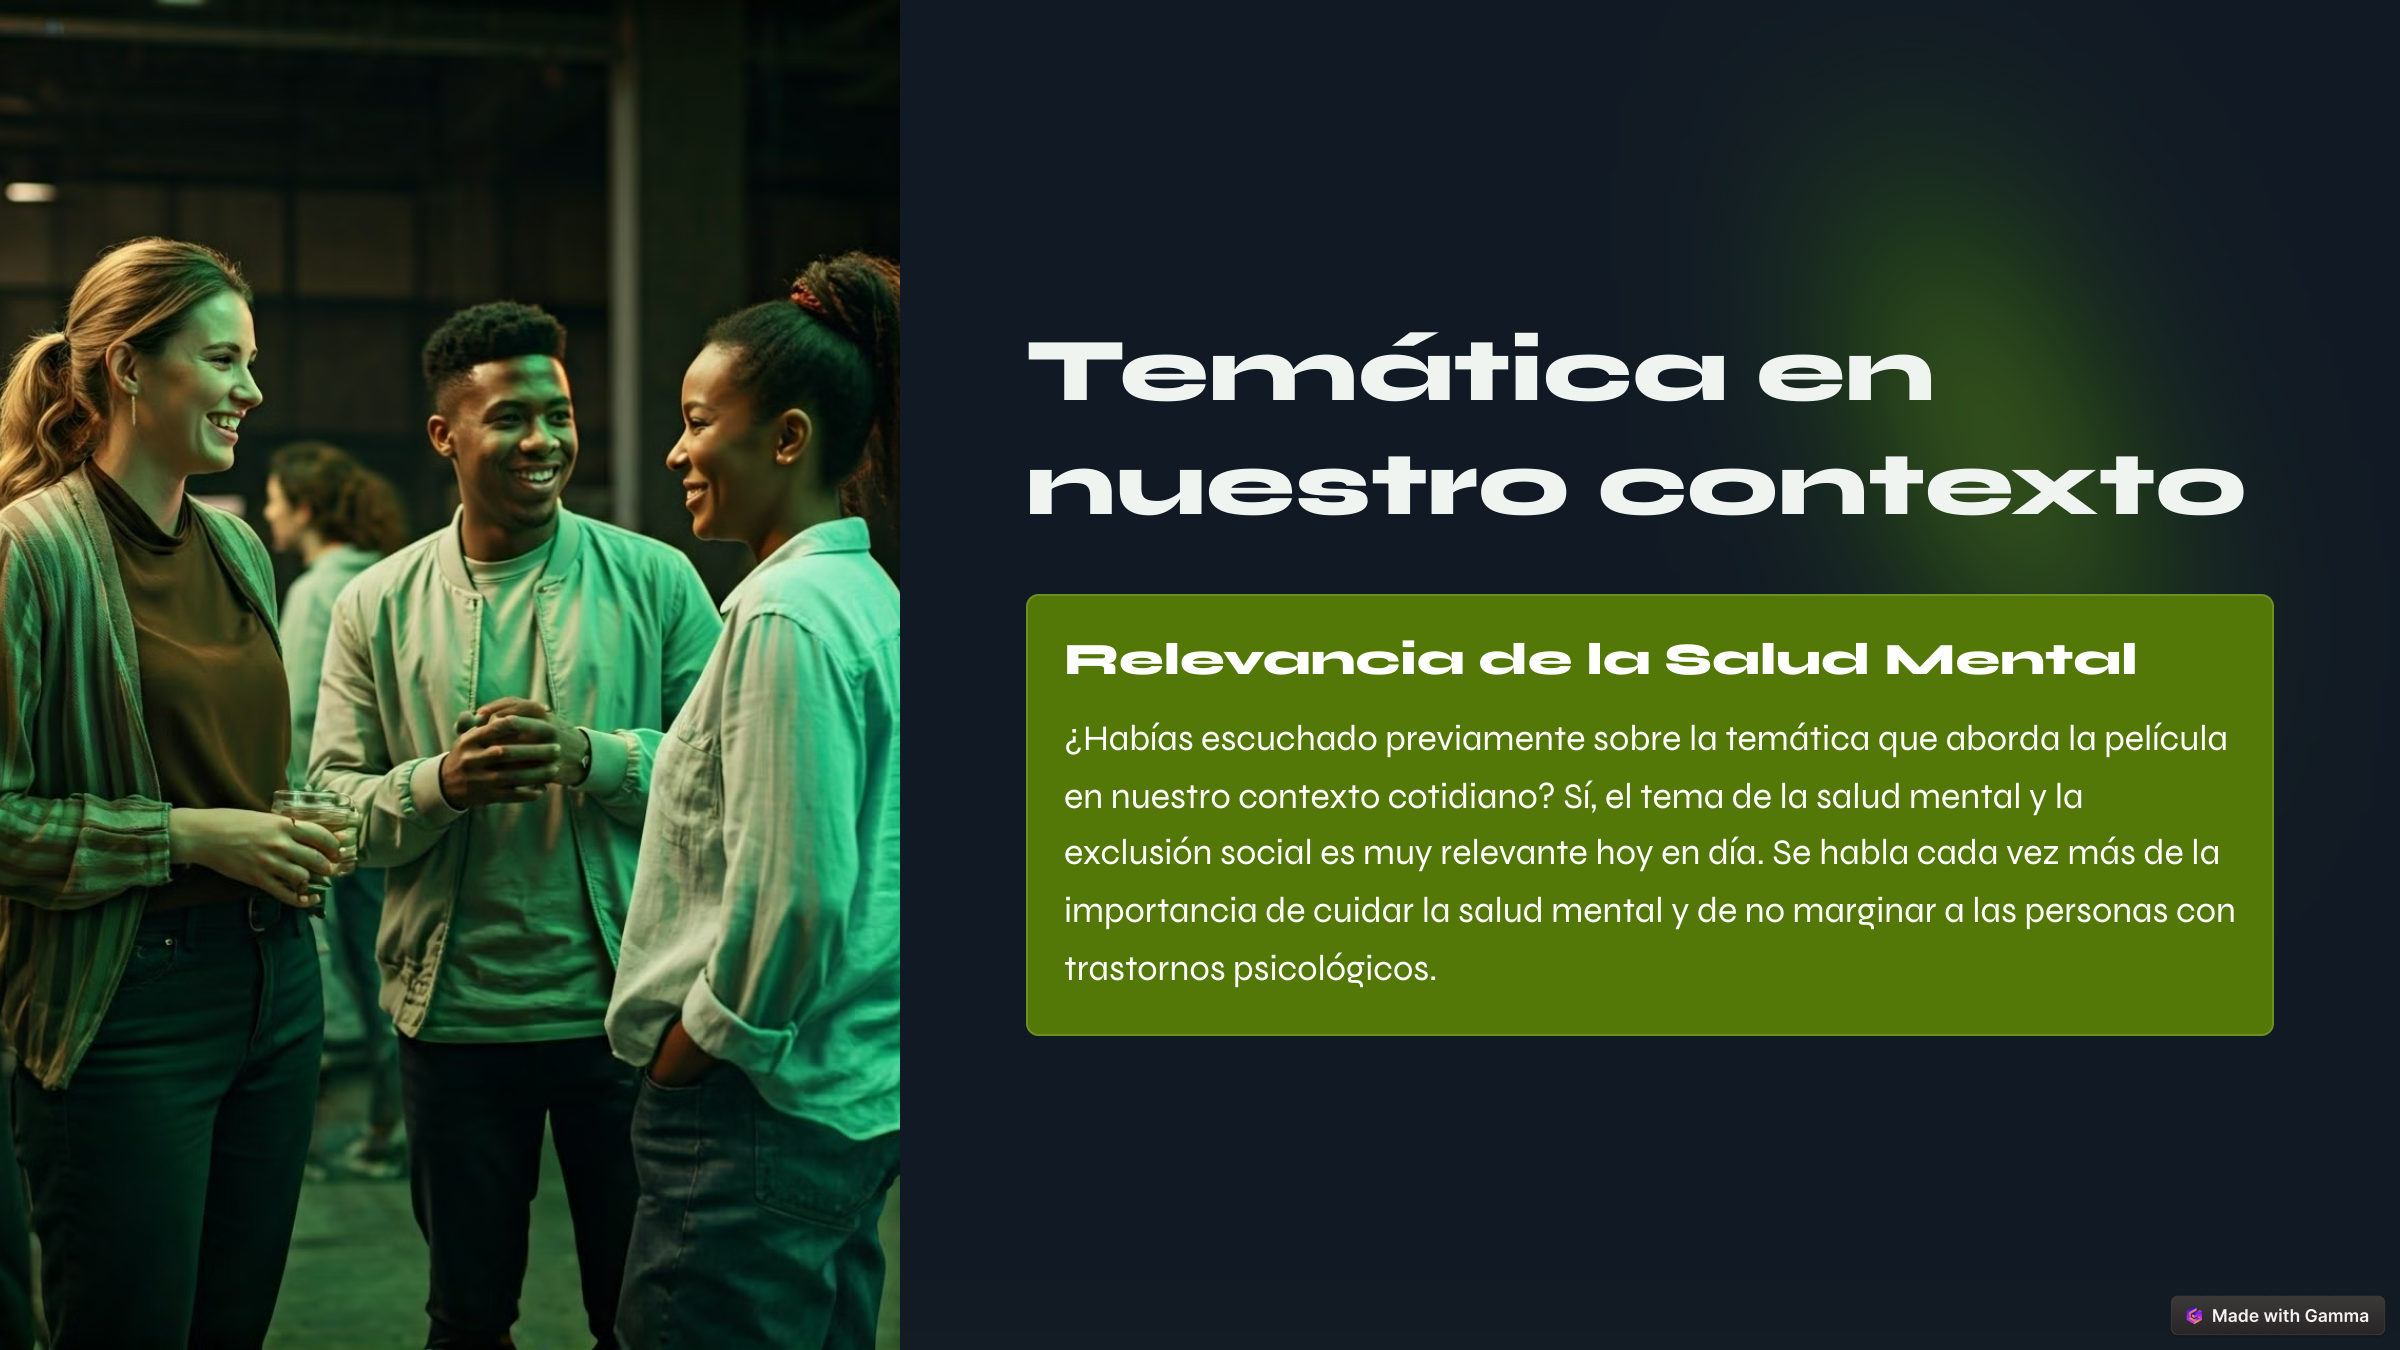 Temática en
nuestro contexto
Relevancia de la Salud Mental
¿Habías escuchado previamente sobre la temática que aborda la película
en nuestro contexto cotidiano? Sí, el tema de la salud mental y la
exclusión social es muy relevante hoy en día. Se habla cada vez más de la
importancia de cuidar la salud mental y de no marginar a las personas con
trastornos psicológicos.
Made with Gamma